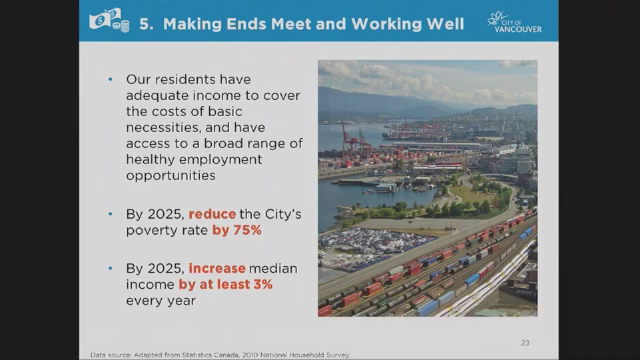 5. Making Ends Meet and Working Well
CITY OF
VANCOUVER
• Our residents have
adequate income to cover
the costs of basic
necessities, and have
access to a broad range of
healthy employment
opportunities
• By 2025, reduce the City's
poverty rate by 75%
• By 2025, increase median
income by at least 3%
every year
23
Data source: Adapted from Statistics Canada, 2010 National Household Survey